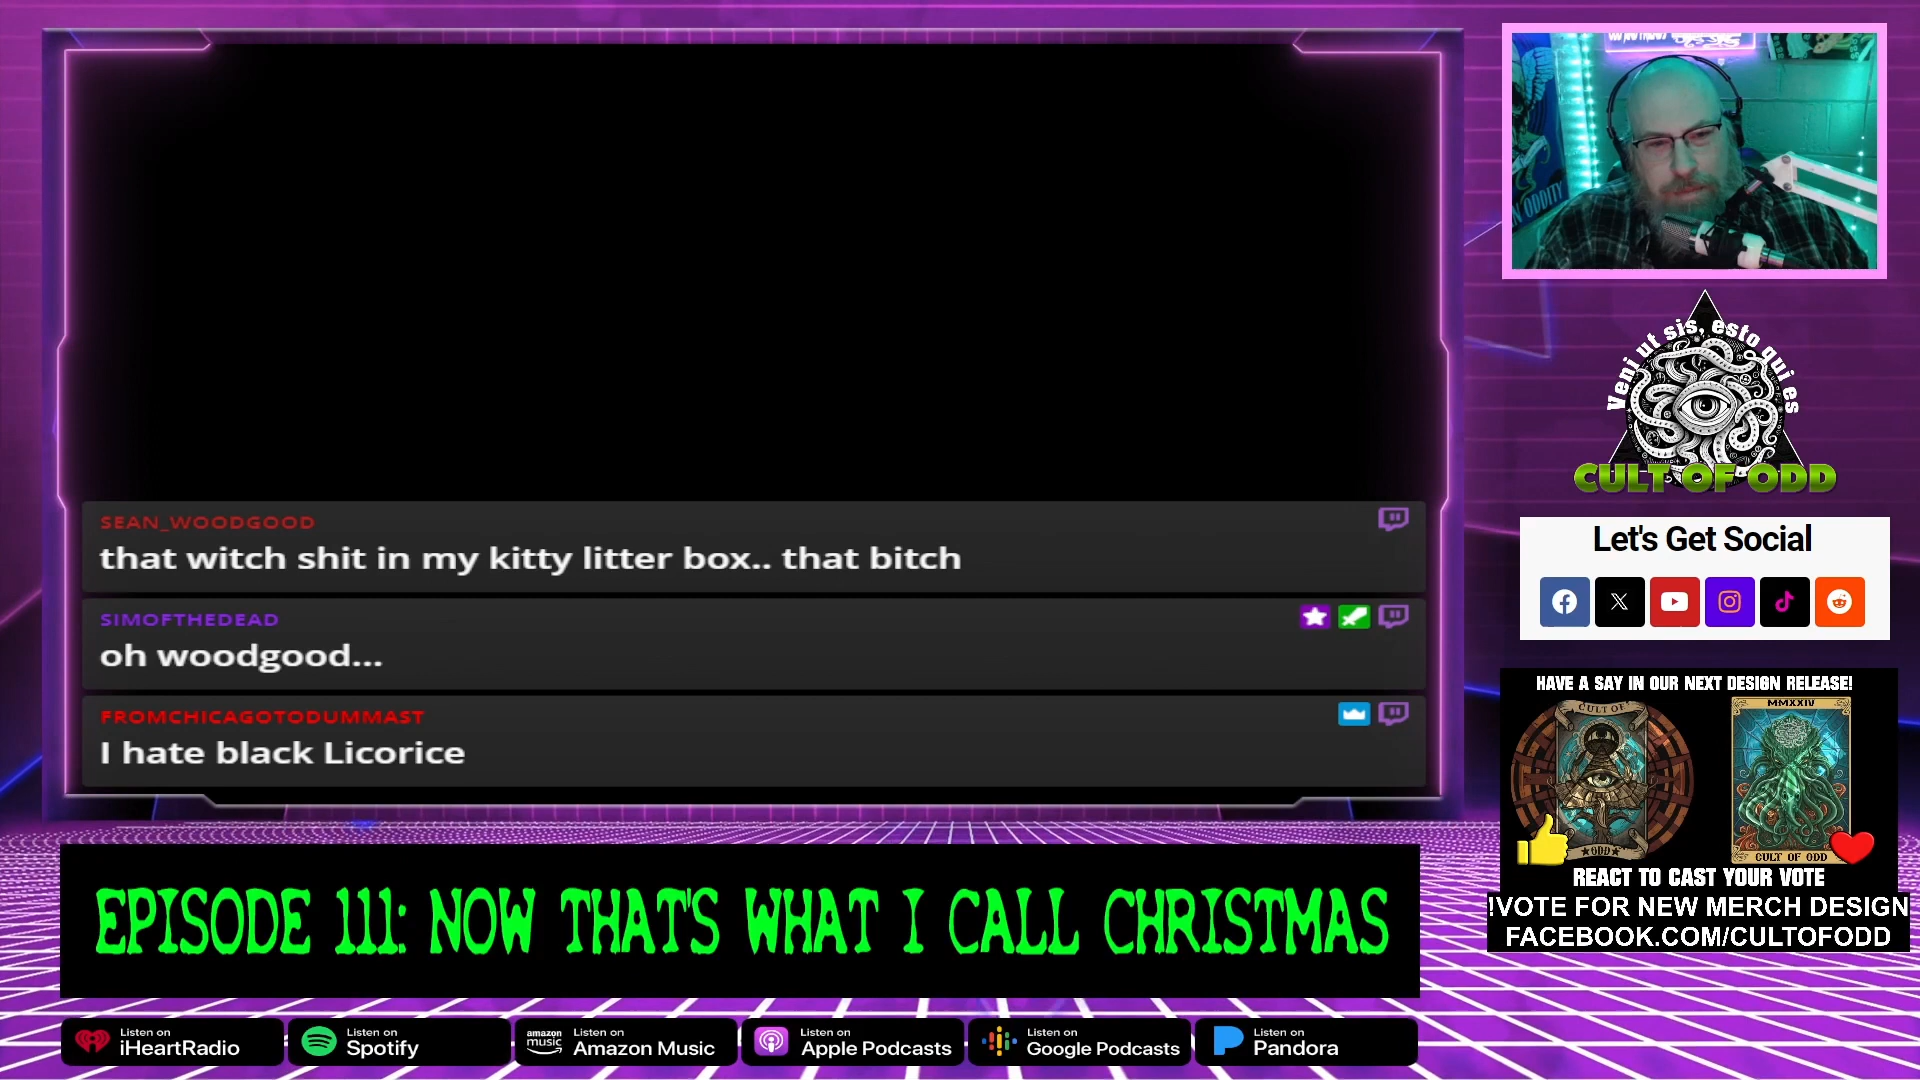 SEAN_WOODGOOD
that witch shit in my kitty litter box.. that bitch
SIMOFTHEDEAD
oh woodgood...
FROMCHICAGOTODUMMAST
I hate black Licorice
EPISODE 111: NOW THAT'S WHAT I CALL CHRISTMAS
Listen on
iHeartRadio
Listen on
Spotify
amazon
music
Listen on
Amazon Music
Listen on
Apple Podcasts
Listen on
Google Podcasts
Listen on
Pandora
N ODDITY
Veni ut sis, esto qui es
CULT OF ODD
Let's Get Social
HAVE A SAY IN OUR NEXT DESIGN RELEASE!
CULT OF
ODD
MMXXIV
CULT OF ODD
REACT TO CAST YOUR VOTE
!VOTE FOR NEW MERCH DESIGN
FACEBOOK.COM/CULTOFODD